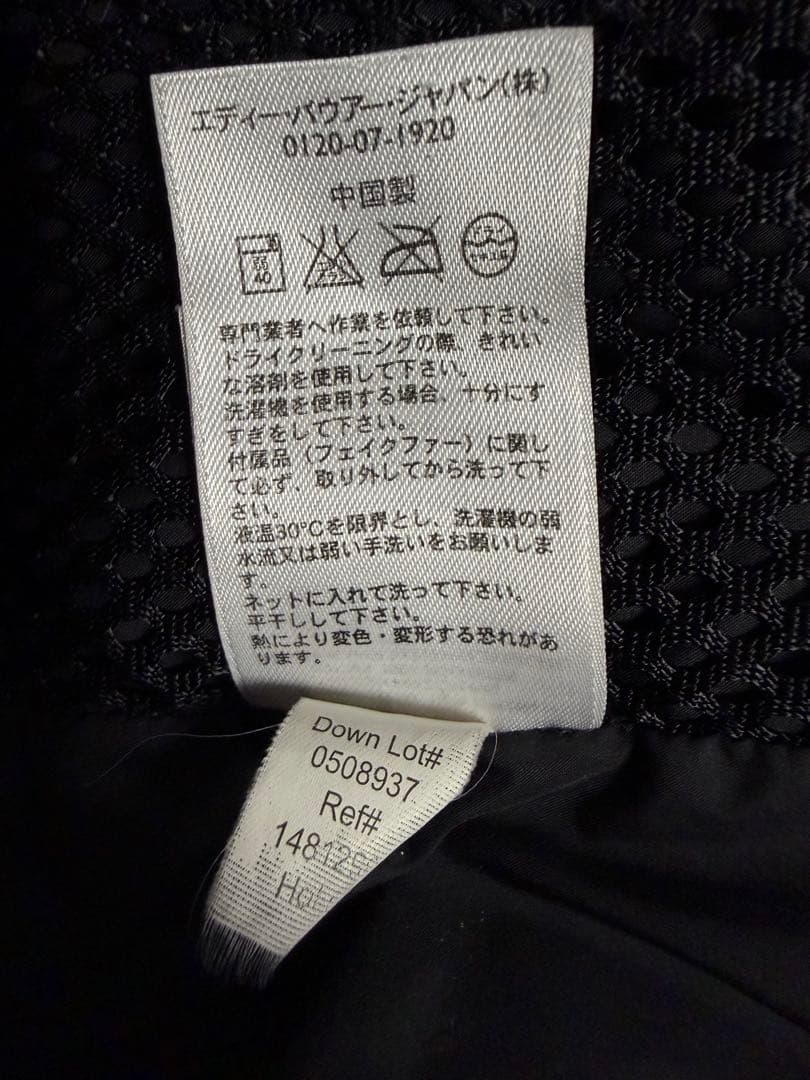 エディー・バウアー・ジャパン(株)
0120-07-1920
中国製
弱
40
専門業者へ作業を依頼して下さい。
ドライクリーニングの際、きれい
な溶剤を使用して下さい。
洗濯機を使用する場合、十分にす
すぎをして下さい。
付属品（フェイクファー）に関し
て必ず、取り外してから洗って下
さい。
液温30℃を限界とし、洗濯機の弱
水流又は弱い手洗いをお願いしま
す。
ネットに入れて洗って下さい。
平干しして下さい。
熱により変色・変形する恐れがあ
ります。
Down Lot#
0508937
Ref#